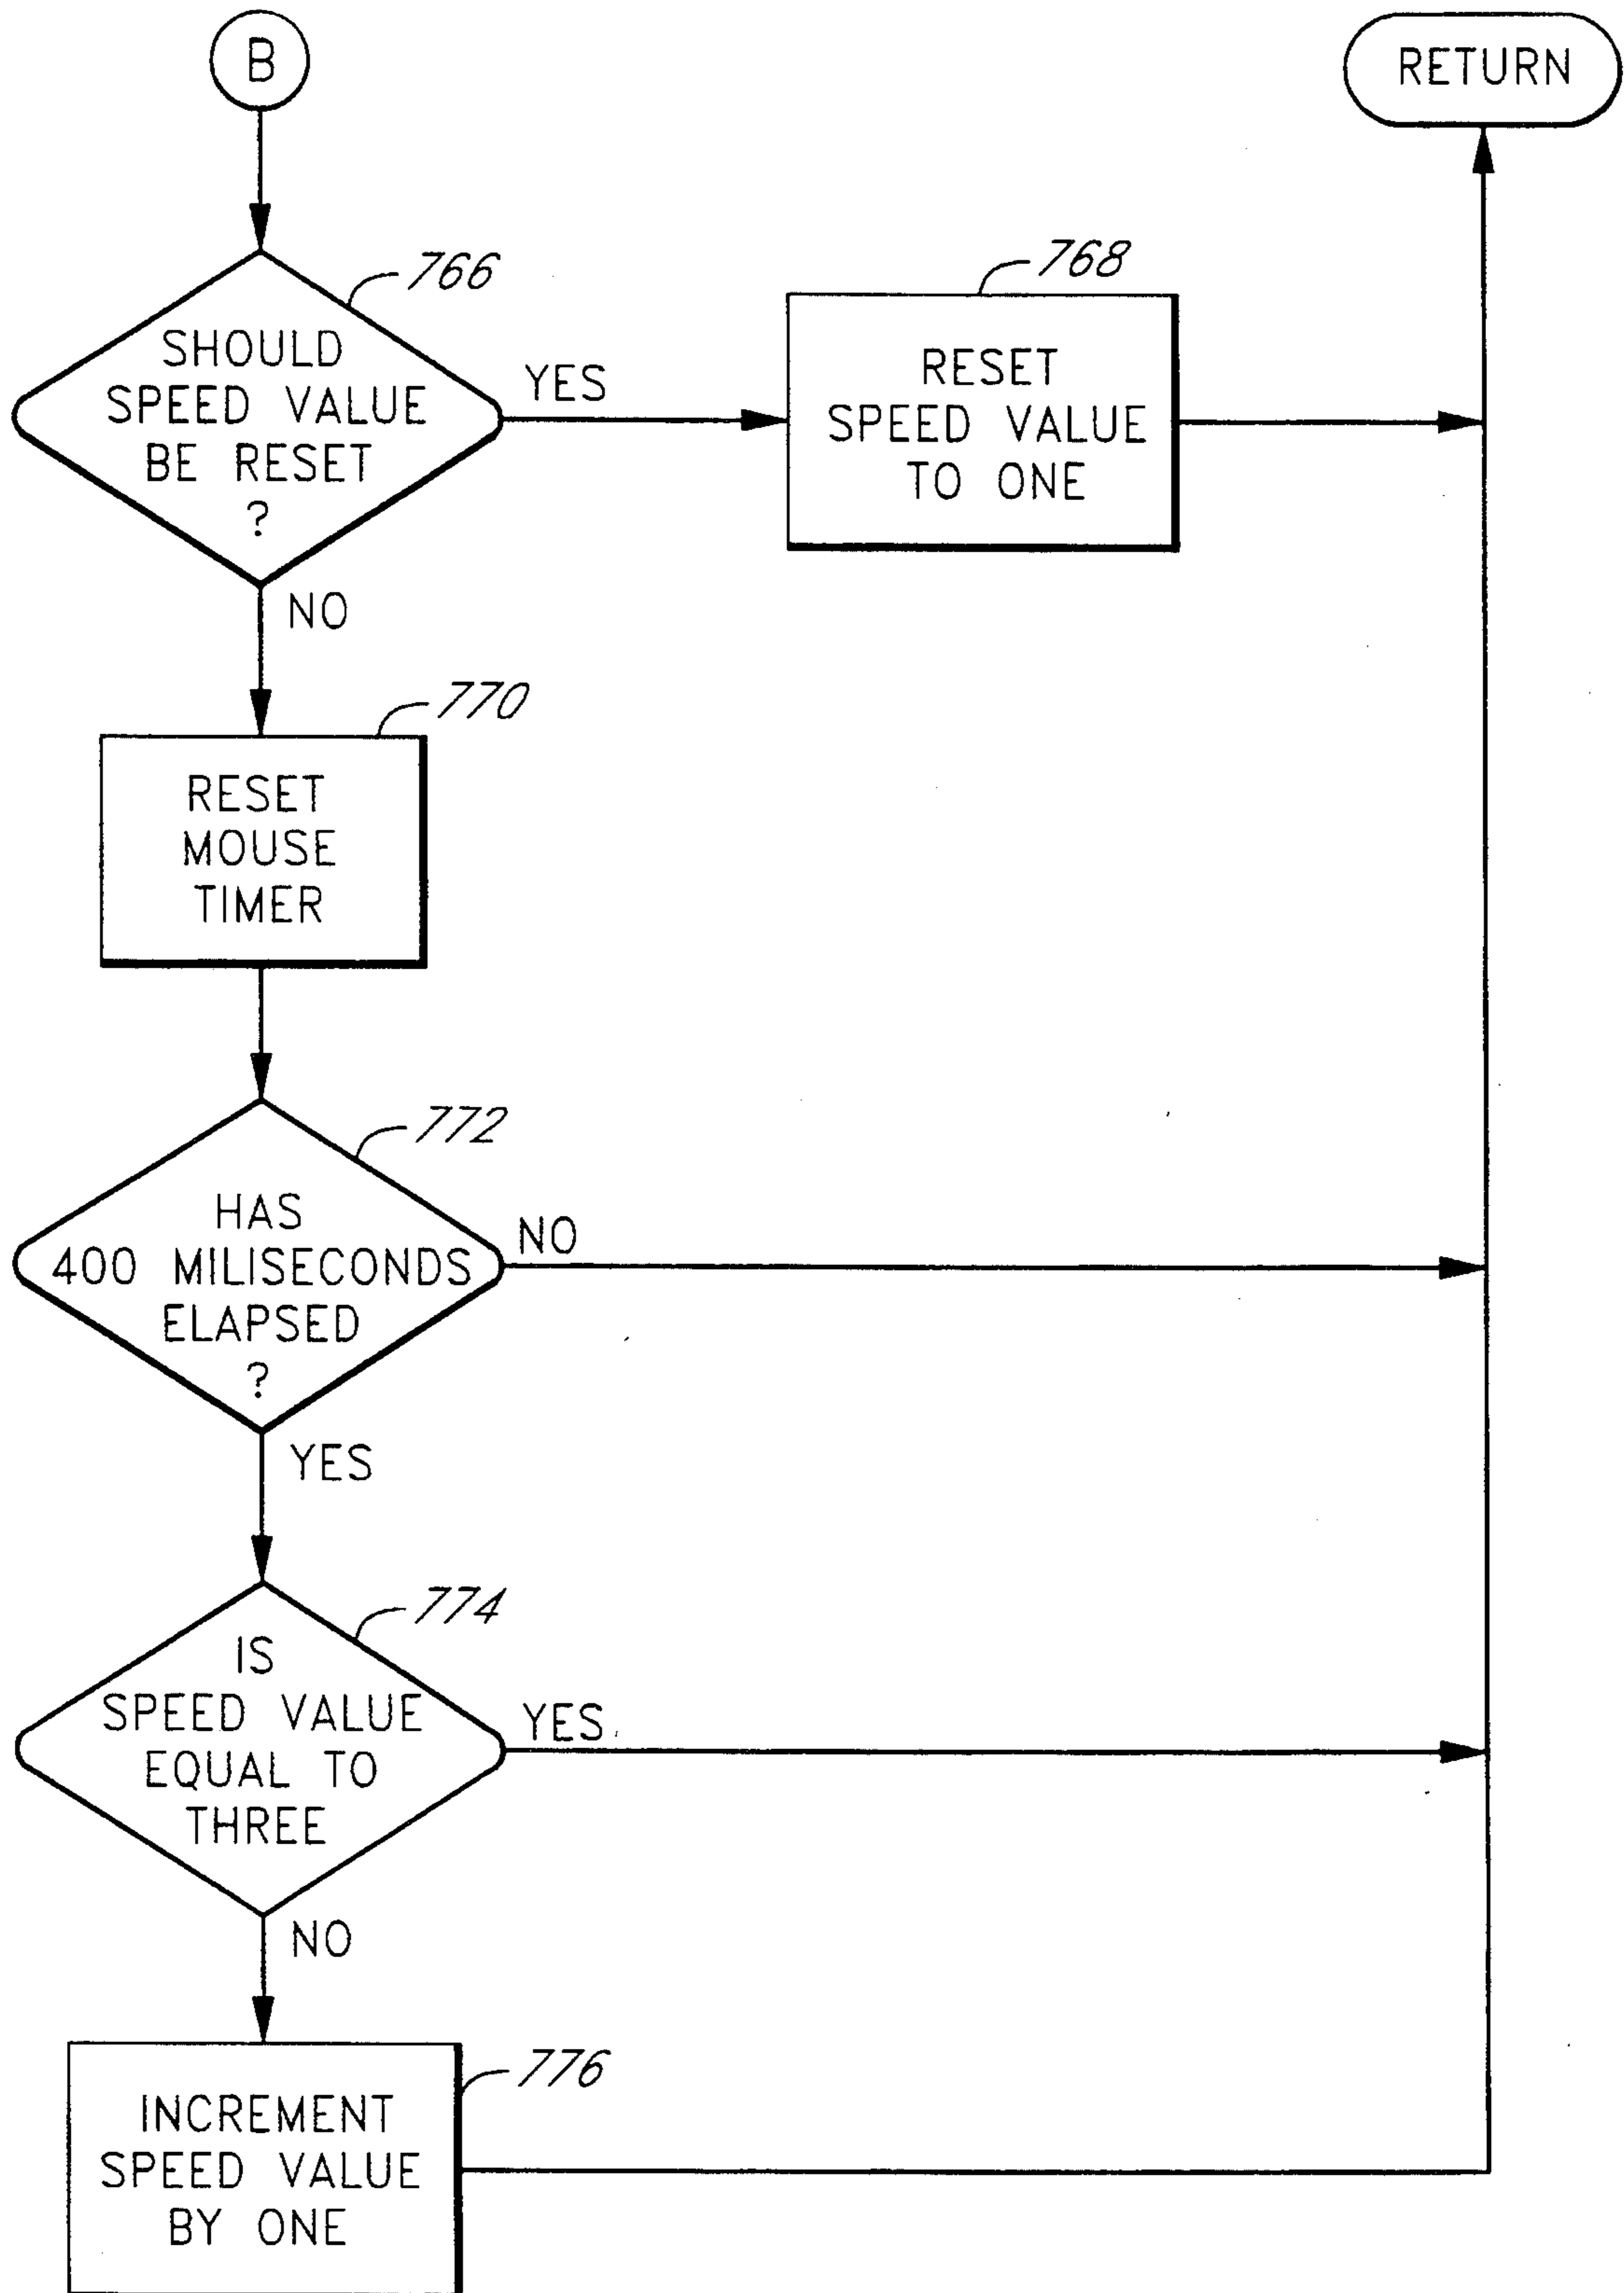 B
RETURN
766
SHOULD
SPEED VALUE
BE RESET
?
YES
768
RESET
SPEED VALUE
TO ONE
NO
770
RESET
MOUSE
TIMER
772
HAS
400 MILISECONDS
ELAPSED
?
NO
YES
774
IS
SPEED VALUE
EQUAL TO
THREE
YES
NO
776
INCREMENT
SPEED VALUE
BY ONE